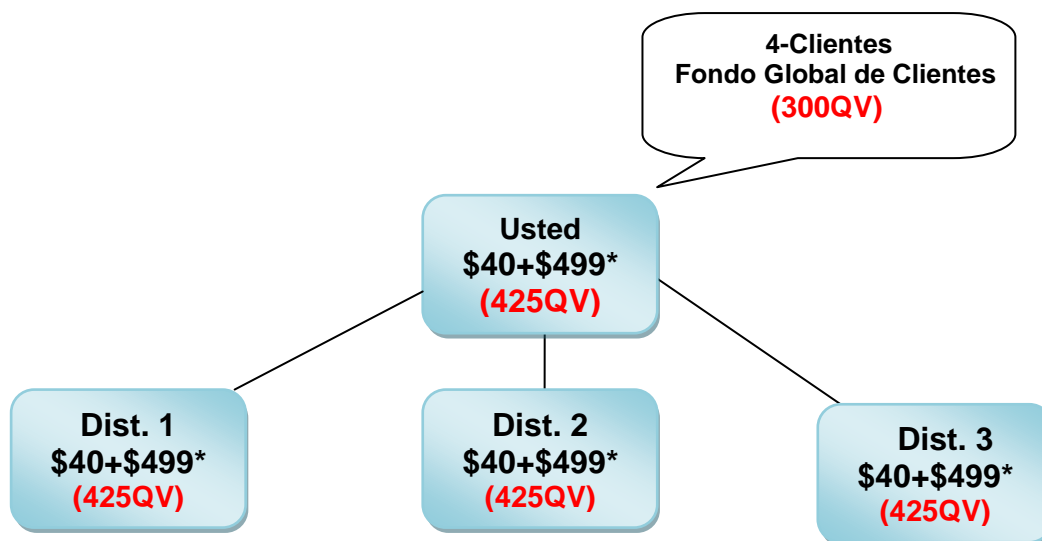 4-Clientes
Fondo Global de Clientes
(300QV)
Usted
$40+$499*
(425QV)
Dist. 1
$40+$499*
(425QV)
Dist. 2
$40+$499*
(425QV)
Dist. 3
$40+$499*
(425QV)